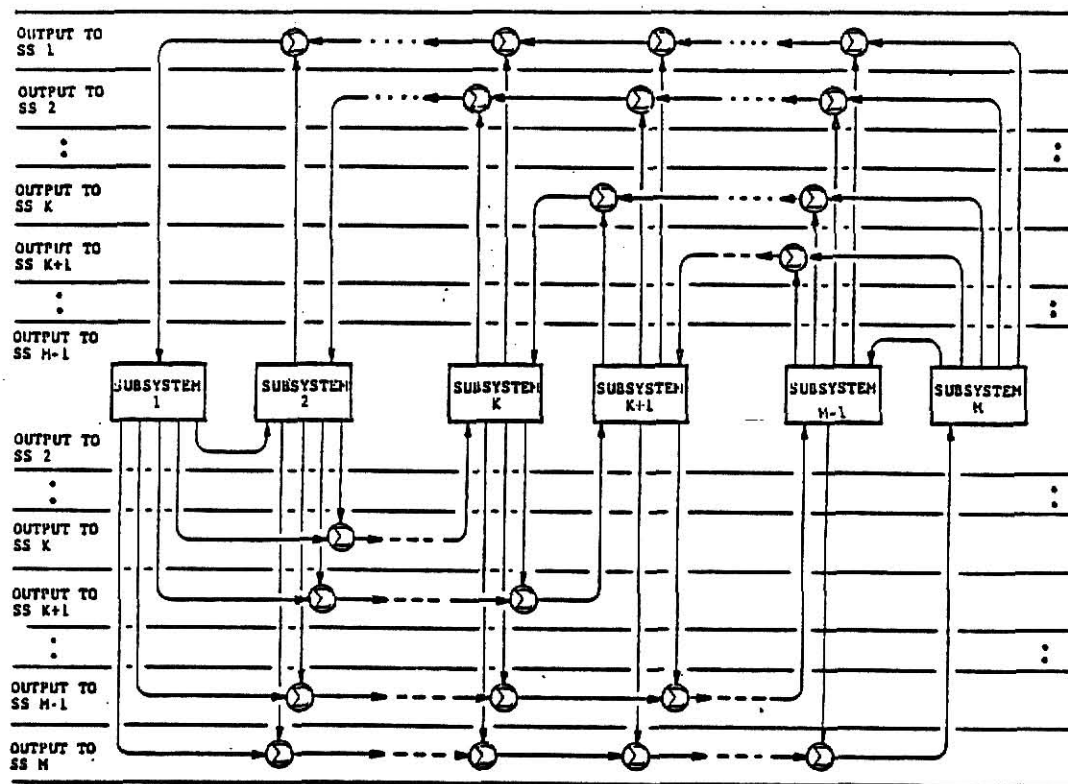 OUTPUT TO
SS 1
Σ Σ Σ Σ
OUTPUT TO
SS 2
Σ Σ Σ
OUTPUT TO
SS K
Σ Σ
OUTPUT TO
SS K+1
Σ
OUTPUT TO
SS M-1
SUBSYSTEM
1
SUBSYSTEM
2
SUBSYSTEM
K
SUBSYSTEM
K+1
SUBSYSTEM
M-1
SUBSYSTEM
M
OUTPUT TO
SS 2
OUTPUT TO
SS K
Σ
OUTPUT TO
SS K+1
Σ Σ
OUTPUT TO
SS M-1
Σ Σ Σ
OUTPUT TO
SS M
Σ Σ Σ Σ